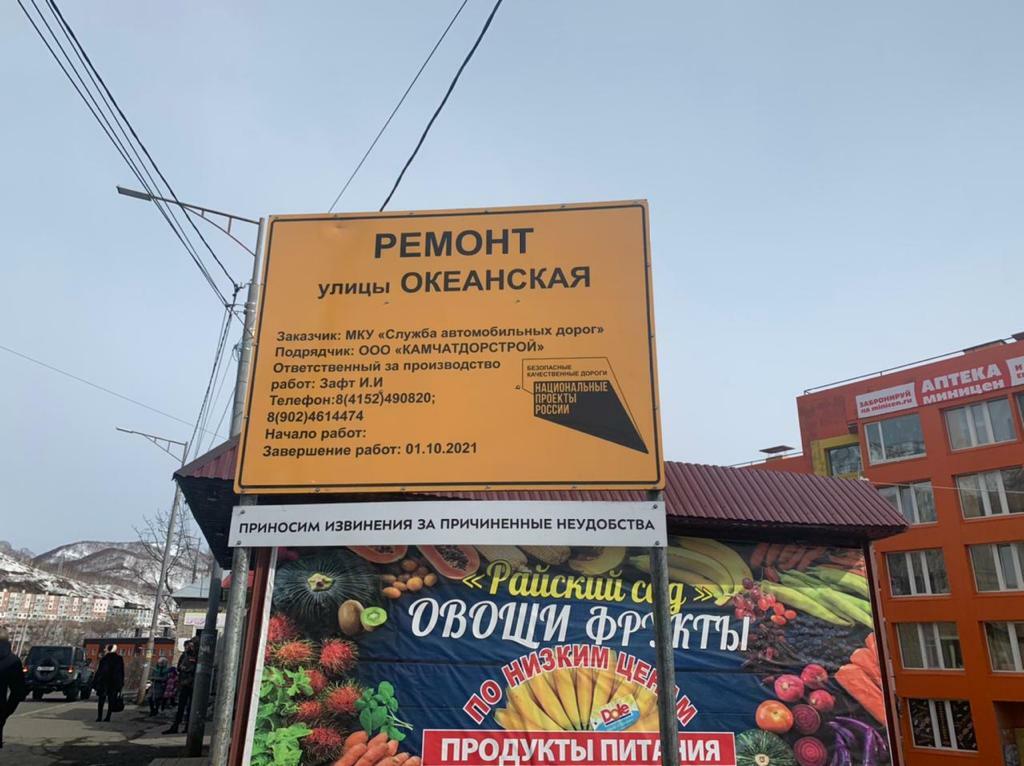 РЕМОНТ
улицы ОКЕАНСКАЯ
Заказчик: МКУ «Служба автомобильных дорог»
Подрядчик: ООО «КАМЧАТДОРСТРОЙ»
Ответственный за производство
работ: Зафт И.И
Телефон:8(4152)490820;
8(902)4614474
Начало работ:
Завершение работ: 01.10.2021
БЕЗОПАСНЫЕ
КАЧЕСТВЕННЫЕ ДОРОГИ
НАЦИОНАЛЬНЫЕ
ПРОЕКТЫ
РОССИИ
ПРИНОСИМ ИЗВИНЕНИЯ ЗА ПРИЧИНЕННЫЕ НЕУДОБСТВА
«Райский сад»
ОВОЩИ ФРУКТЫ
ПО НИЗКИМ ЦЕНАМ
Dole
ПРОДУКТЫ ПИТАНИЯ
ЗАБРОНИРУЙ
на minicen.ru
АПТЕКА
МИНИЦЕН